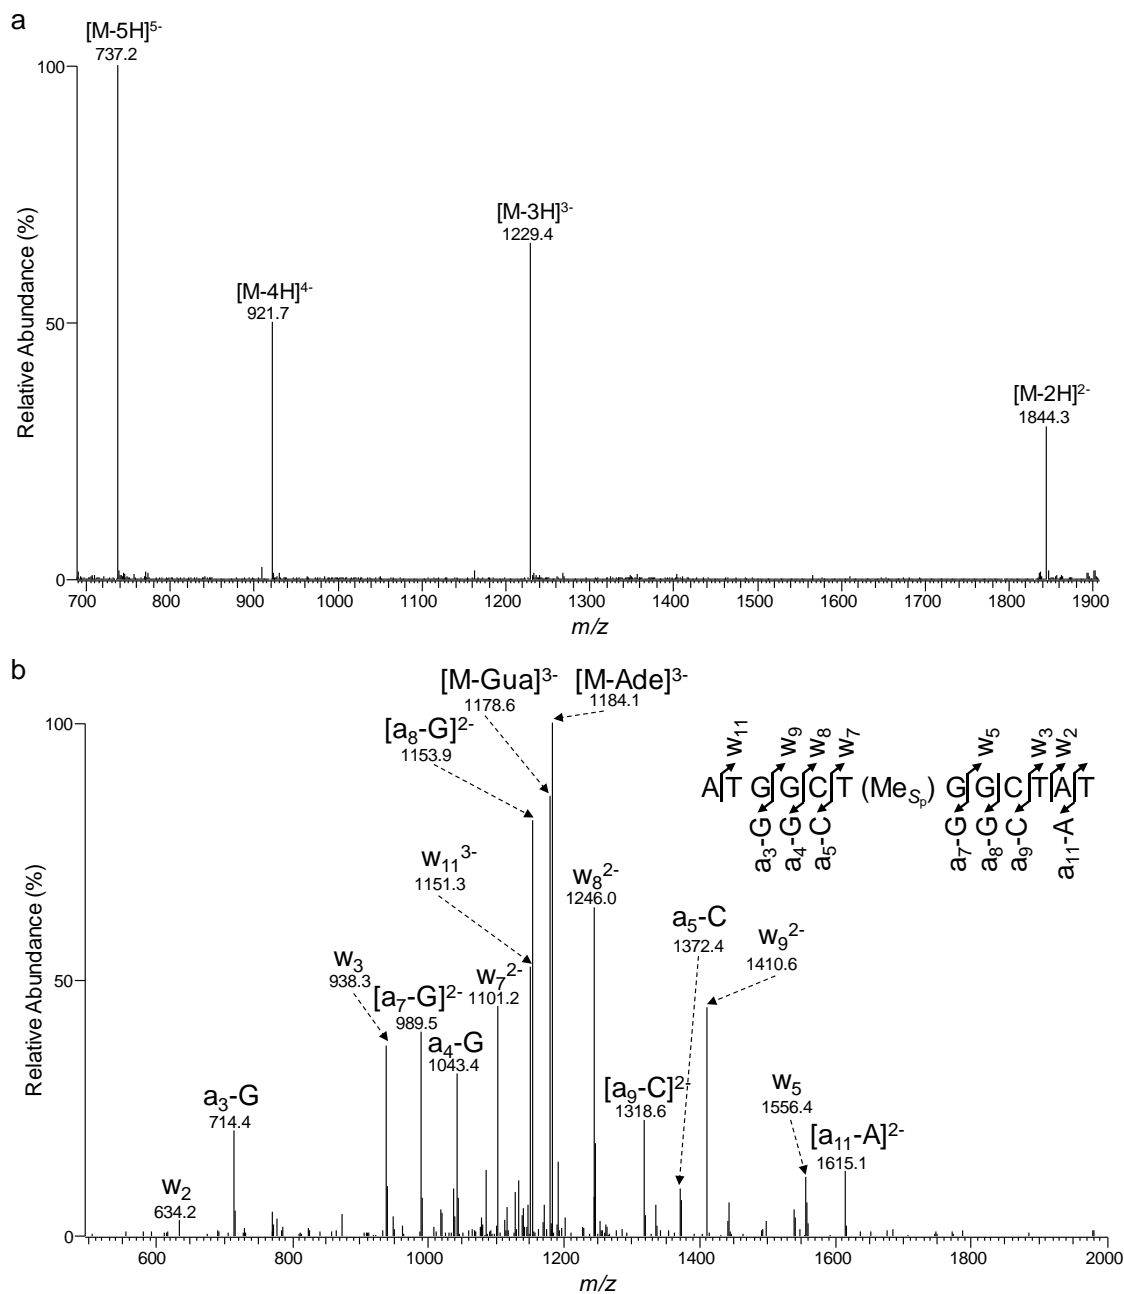 a
[M-5H]5-
737.2
[M-4H]4-
921.7
[M-3H]3-
1229.4
[M-2H]2-
1844.3
Relative Abundance (%)
100
50
0
700 800 900 1000 1100 1200 1300 1400 1500 1600 1700 1800 1900
m/z
b
[M-Gua]3-
1178.6
[M-Ade]3-
1184.1
[a8-G]2-
1153.9
w11 3-
1151.3
w8 2-
1246.0
w3
938.3
[a7-G]2-
989.5
w7 2-
1101.2
a4-G
1043.4
a5-C
1372.4
w9 2-
1410.6
a3-G
714.4
w2
634.2
[a9-C]2-
1318.6
w5
1556.4
[a11-A]2-
1615.1
w11 w9 w8 w7 w5 w3 w2
ATGGCT(MeSp)GGCTAT
a3-G a4-G a5-C a7-G a8-G a9-C a11-A
Relative Abundance (%)
100
50
0
600 800 1000 1200 1400 1600 1800 2000
m/z